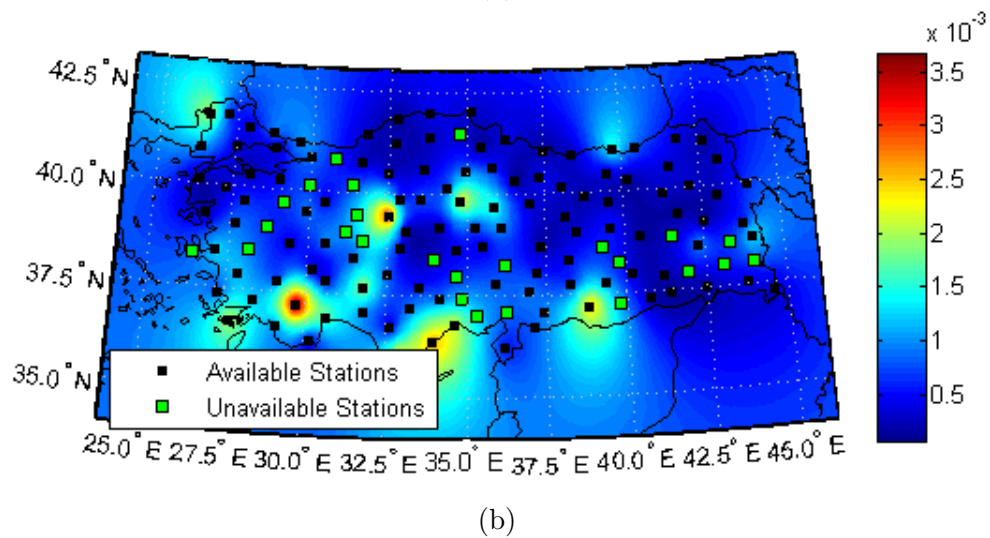 x 10⁻³
42.5° N
40.0° N
37.5° N
35.0° N
3.5
3
2.5
2
1.5
1
0.5
Available Stations
Unavailable Stations
25.0° E 27.5° E 30.0° E 32.5° E 35.0° E 37.5° E 40.0° E 42.5° E 45.0° E
(b)